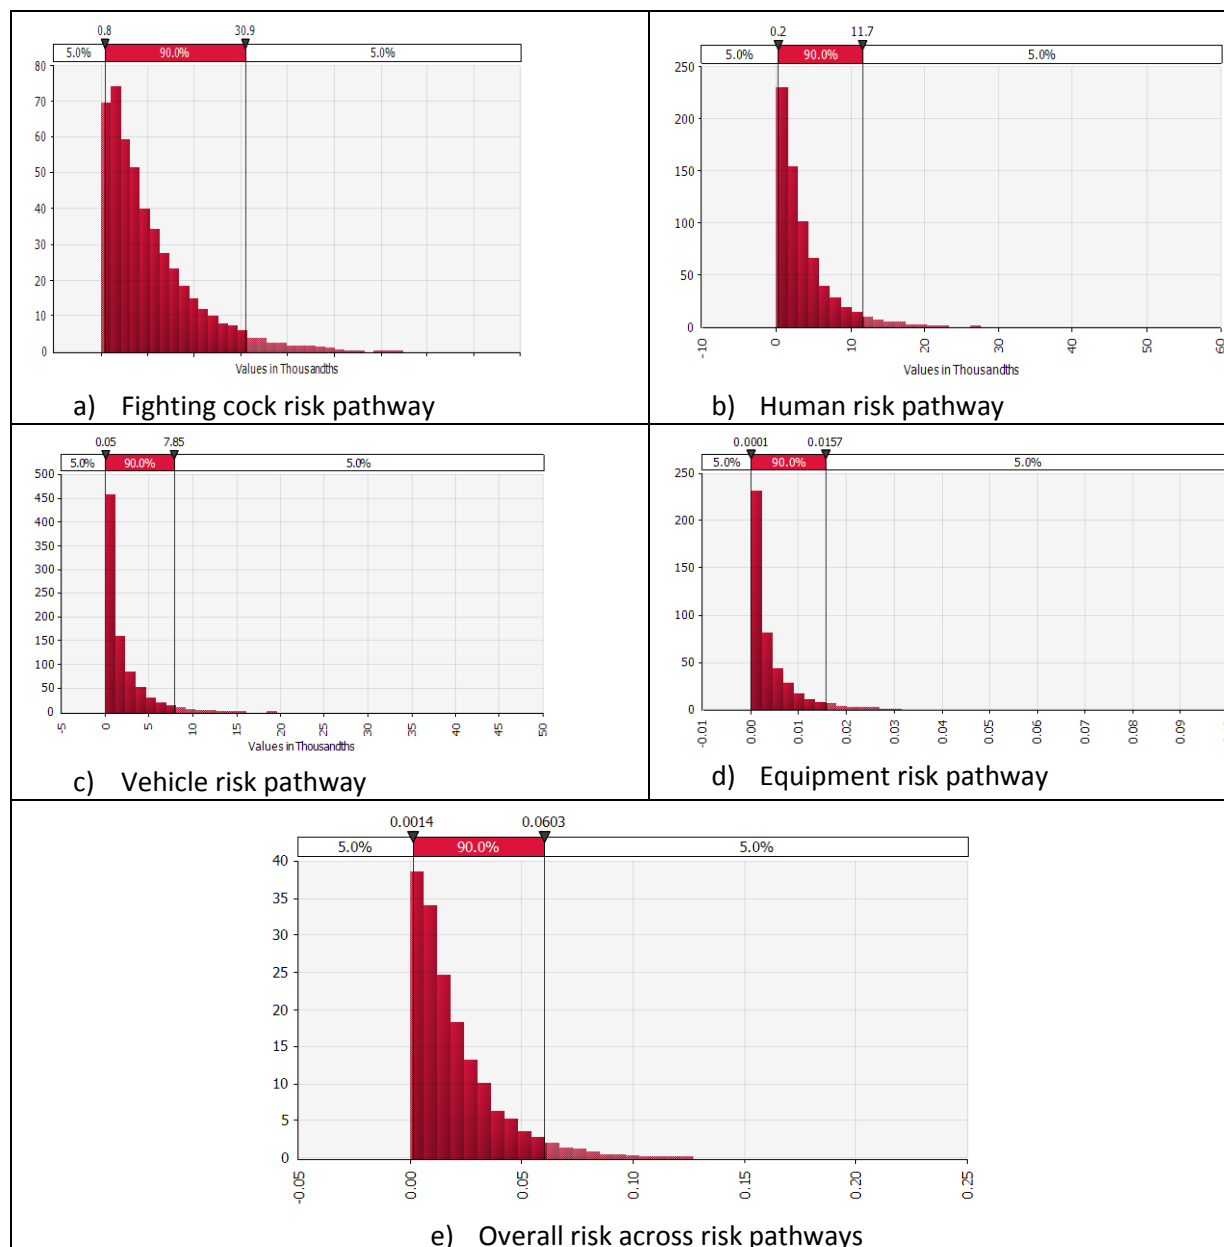 0.8 30.9
5.0% 90.0% 5.0%
80
70
60
50
40
30
20
10
0
Values in Thousandths
a) Fighting cock risk pathway
0.2 11.7
5.0% 90.0% 5.0%
250
200
150
100
50
0
-10 0 10 20 30 40 50 60
Values in Thousandths
b) Human risk pathway
0.05 7.85
5.0% 90.0% 5.0%
500
450
400
350
300
250
200
150
100
50
0
-5 0 5 10 15 20 25 30 35 40 45 50
Values in Thousandths
c) Vehicle risk pathway
0.0001 0.0157
5.0% 90.0% 5.0%
250
200
150
100
50
0
-0.01 0.00 0.01 0.02 0.03 0.04 0.05 0.06 0.07 0.08 0.09
d) Equipment risk pathway
0.0014 0.0603
5.0% 90.0% 5.0%
40
35
30
25
20
15
10
5
0
-0.05 0.00 0.05 0.10 0.15 0.20 0.25
e) Overall risk across risk pathways